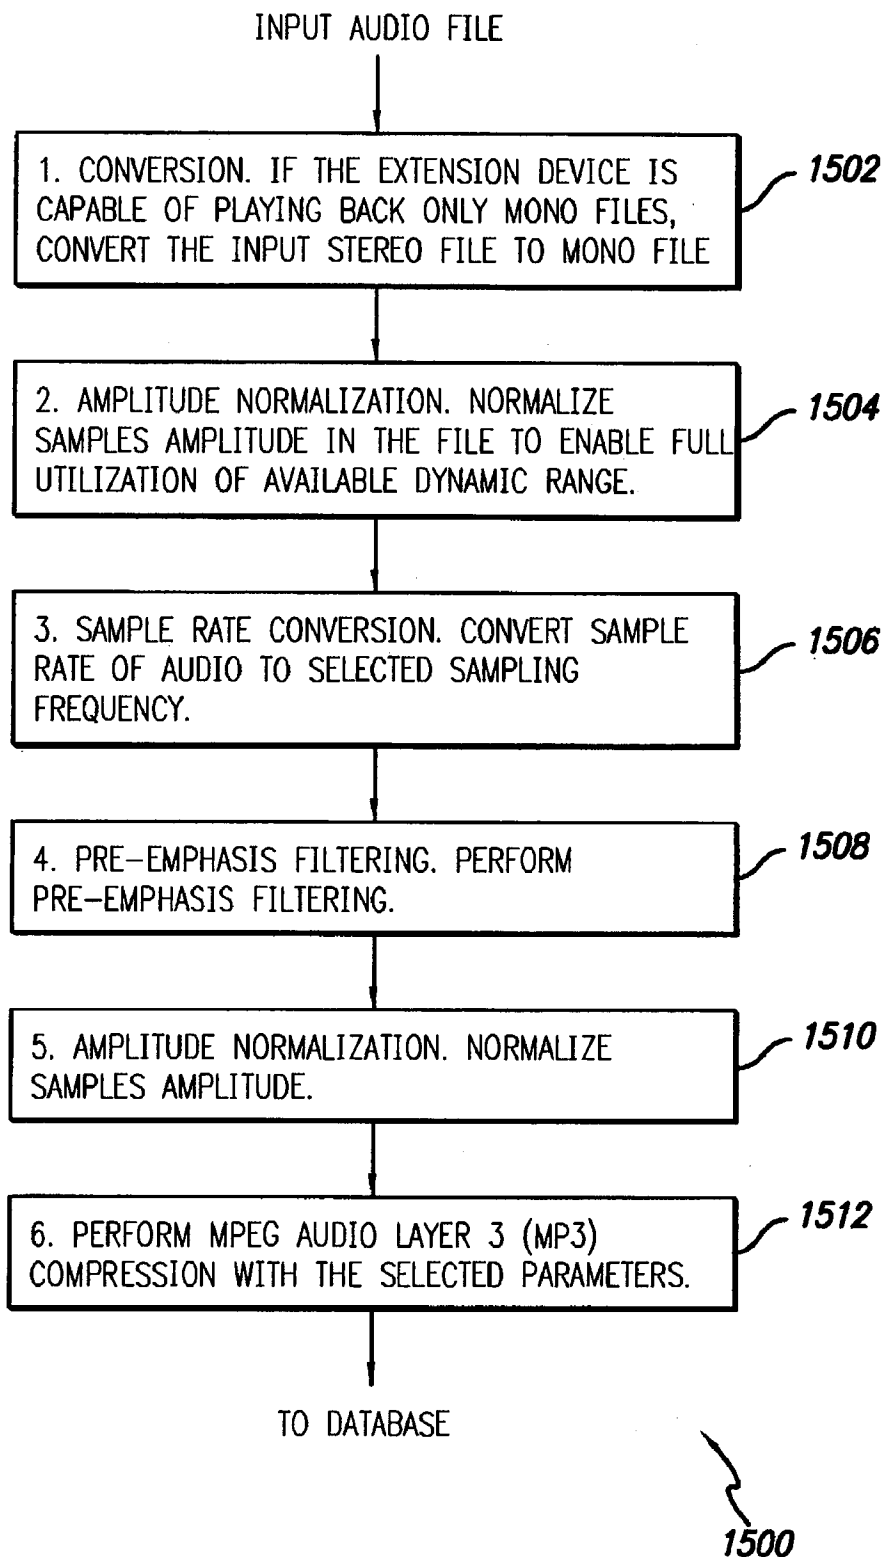 INPUT AUDIO FILE
1. CONVERSION. IF THE EXTENSION DEVICE IS
CAPABLE OF PLAYING BACK ONLY MONO FILES,
CONVERT THE INPUT STEREO FILE TO MONO FILE
1502
2. AMPLITUDE NORMALIZATION. NORMALIZE
SAMPLES AMPLITUDE IN THE FILE TO ENABLE FULL
UTILIZATION OF AVAILABLE DYNAMIC RANGE.
1504
3. SAMPLE RATE CONVERSION. CONVERT SAMPLE
RATE OF AUDIO TO SELECTED SAMPLING
FREQUENCY.
1506
4. PRE-EMPHASIS FILTERING. PERFORM
PRE-EMPHASIS FILTERING.
1508
5. AMPLITUDE NORMALIZATION. NORMALIZE
SAMPLES AMPLITUDE.
1510
6. PERFORM MPEG AUDIO LAYER 3 (MP3)
COMPRESSION WITH THE SELECTED PARAMETERS.
1512
TO DATABASE
1500